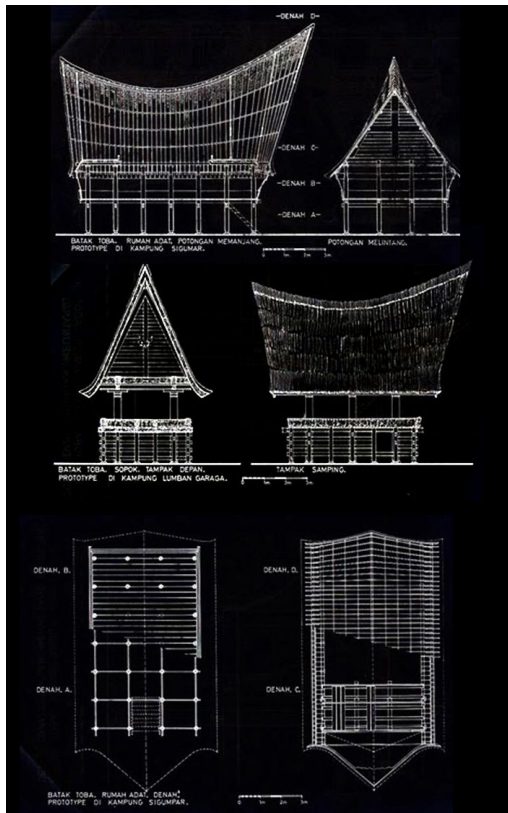 -DENAH D-
-DENAH C-
-DENAH B-
-DENAH A-
BATAK TOBA. RUMAH ADAT, POTONGAN MEMANJANG.
PROTOTYPE DI KAMPUNG SIGUMAR.
0 1m 2m 3m
POTONGAN MELINTANG.
BATAK TOBA. SOPOK. TAMPAK DEPAN.
PROTOTYPE DI KAMPUNG LUMBAN GARAGA.
0 1m 2m 3m
TAMPAK SAMPING.
DENAH, B.
DENAH, D.
DENAH, A.
DENAH, C.
BATAK TOBA. RUMAH ADAT, DENAH,
PROTOTYPE DI KAMPUNG SIGUMPAR.
0 1m 2m 3m